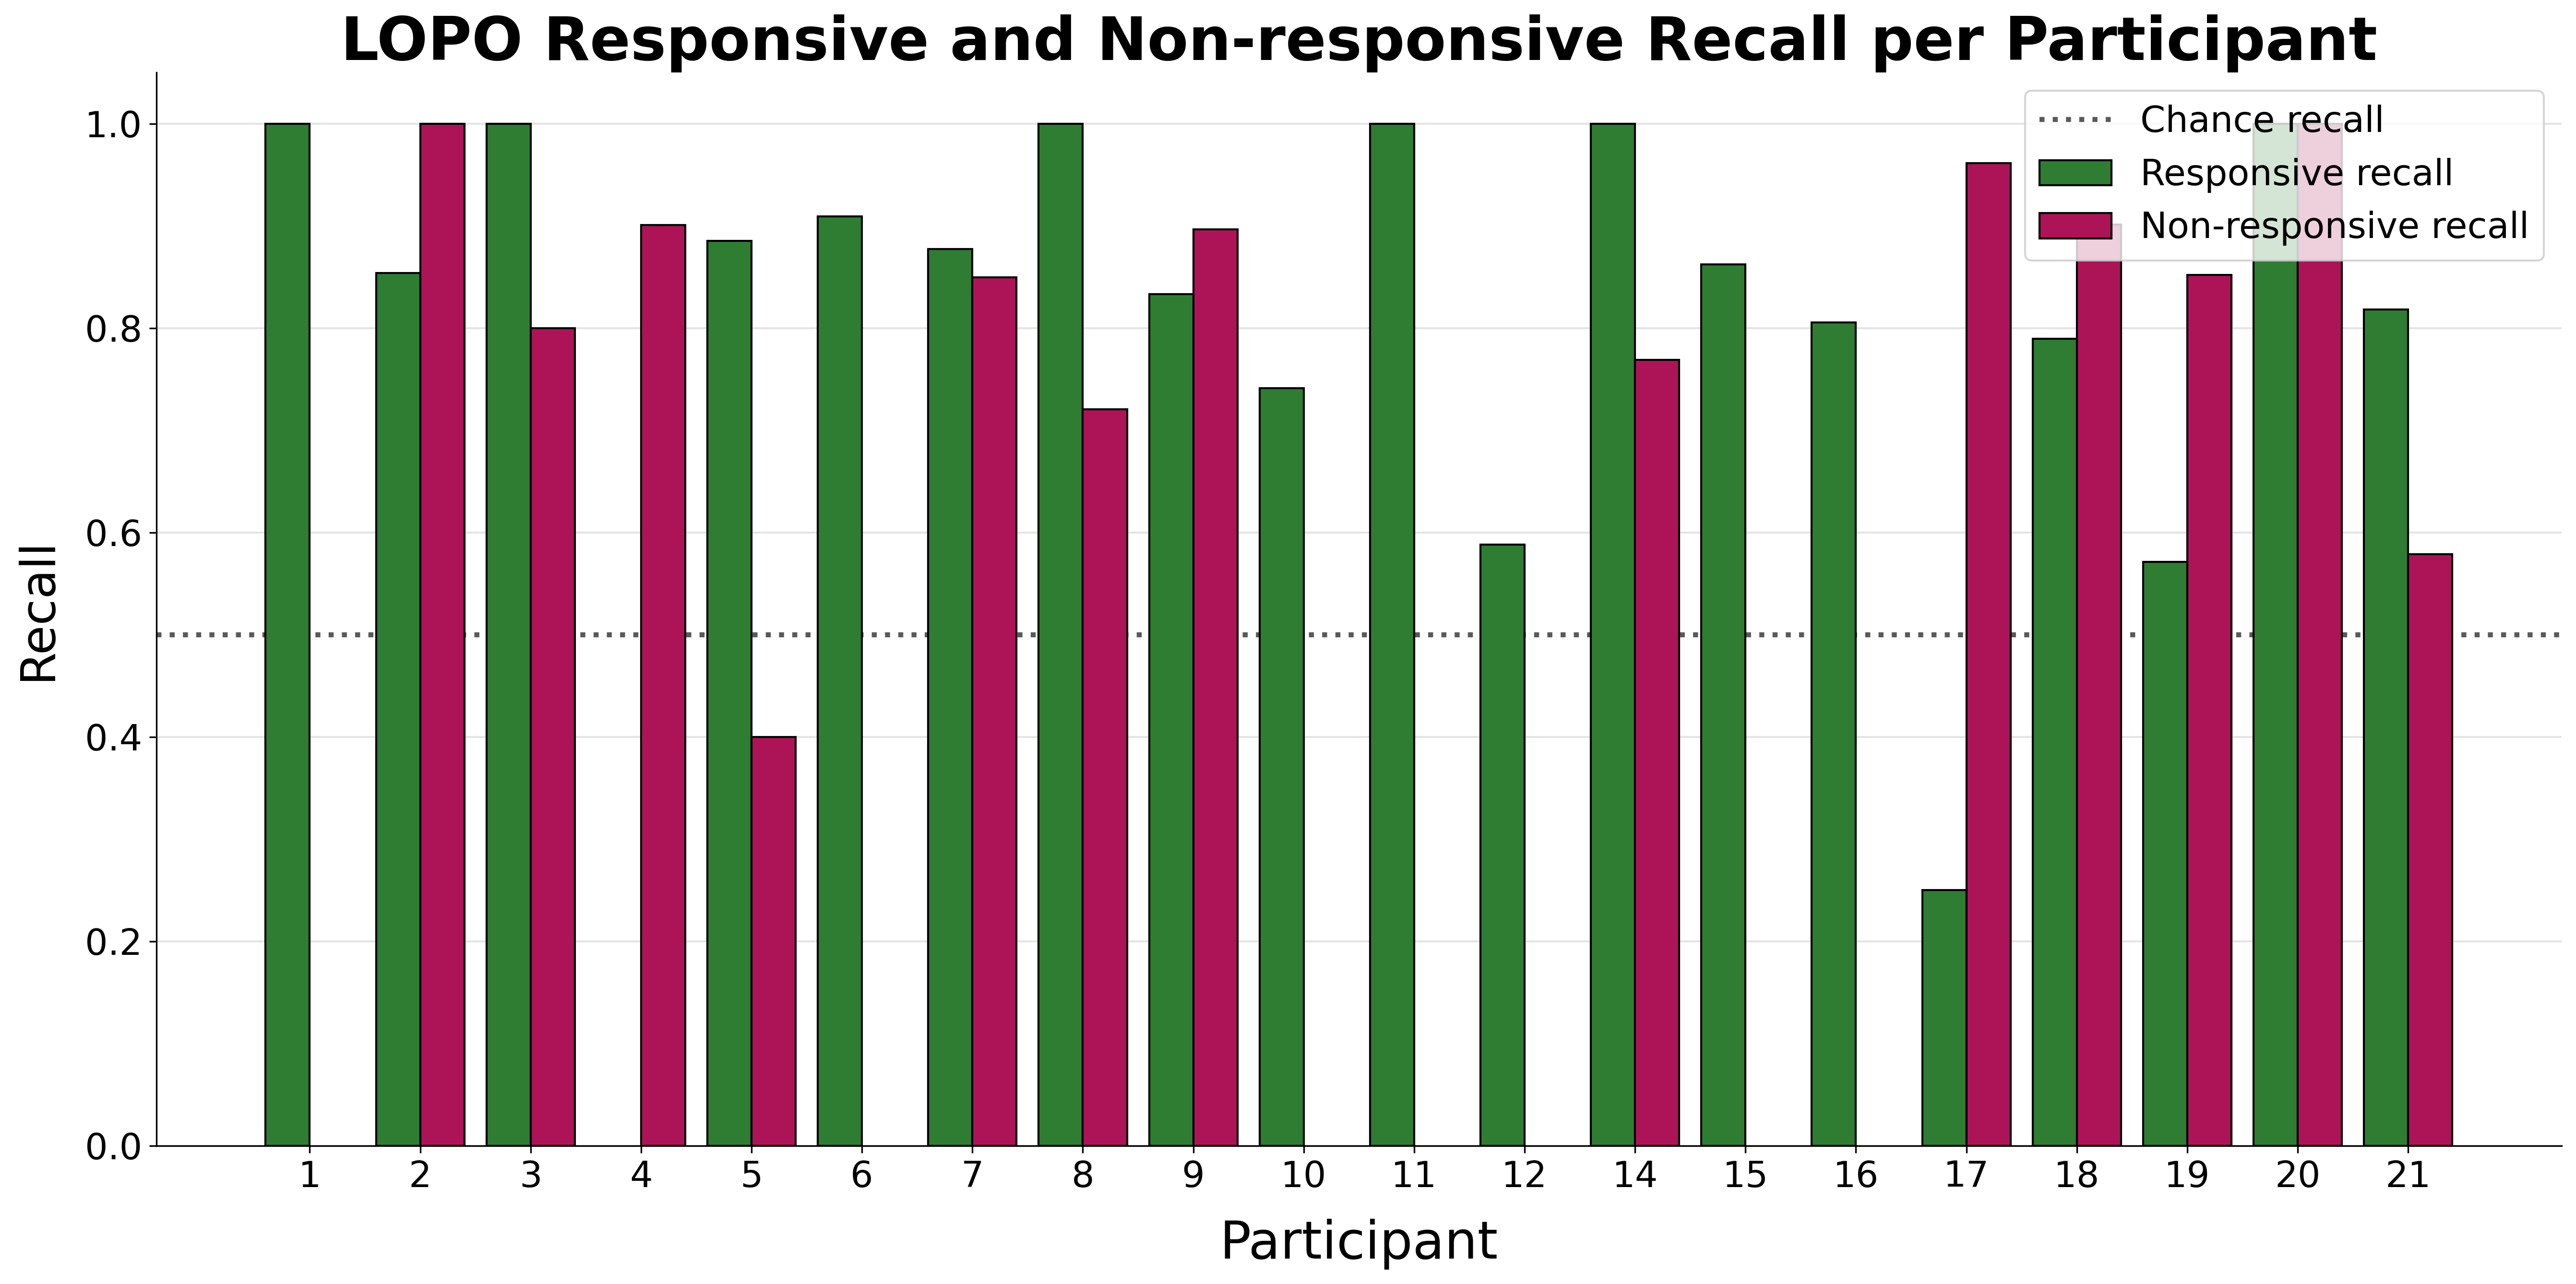 LOPO Responsive and Non-responsive Recall per Participant
Chance recall
Responsive recall
Non-responsive recall
1.0
0.8
0.6
0.4
0.2
0.0
Recall
1 2 3 4 5 6 7 8 9 10 11 12 14 15 16 17 18 19 20 21
Participant